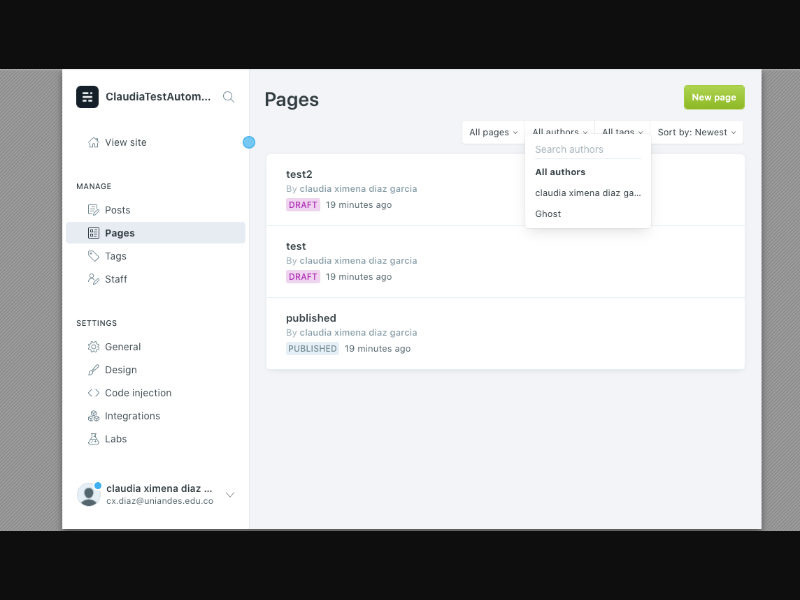 ClaudiaTestAutom...
View site
MANAGE
Posts
Pages
Tags
Staff
SETTINGS
General
Design
Code injection
Integrations
Labs
claudia ximena diaz ...
cx.diaz@uniandes.edu.co
Pages
New page
All pages
All authors
All tags
Sort by: Newest
Search authors
All authors
claudia ximena diaz ga...
Ghost
test2
By claudia ximena diaz garcia
DRAFT 19 minutes ago
test
By claudia ximena diaz garcia
DRAFT 19 minutes ago
published
By claudia ximena diaz garcia
PUBLISHED 19 minutes ago